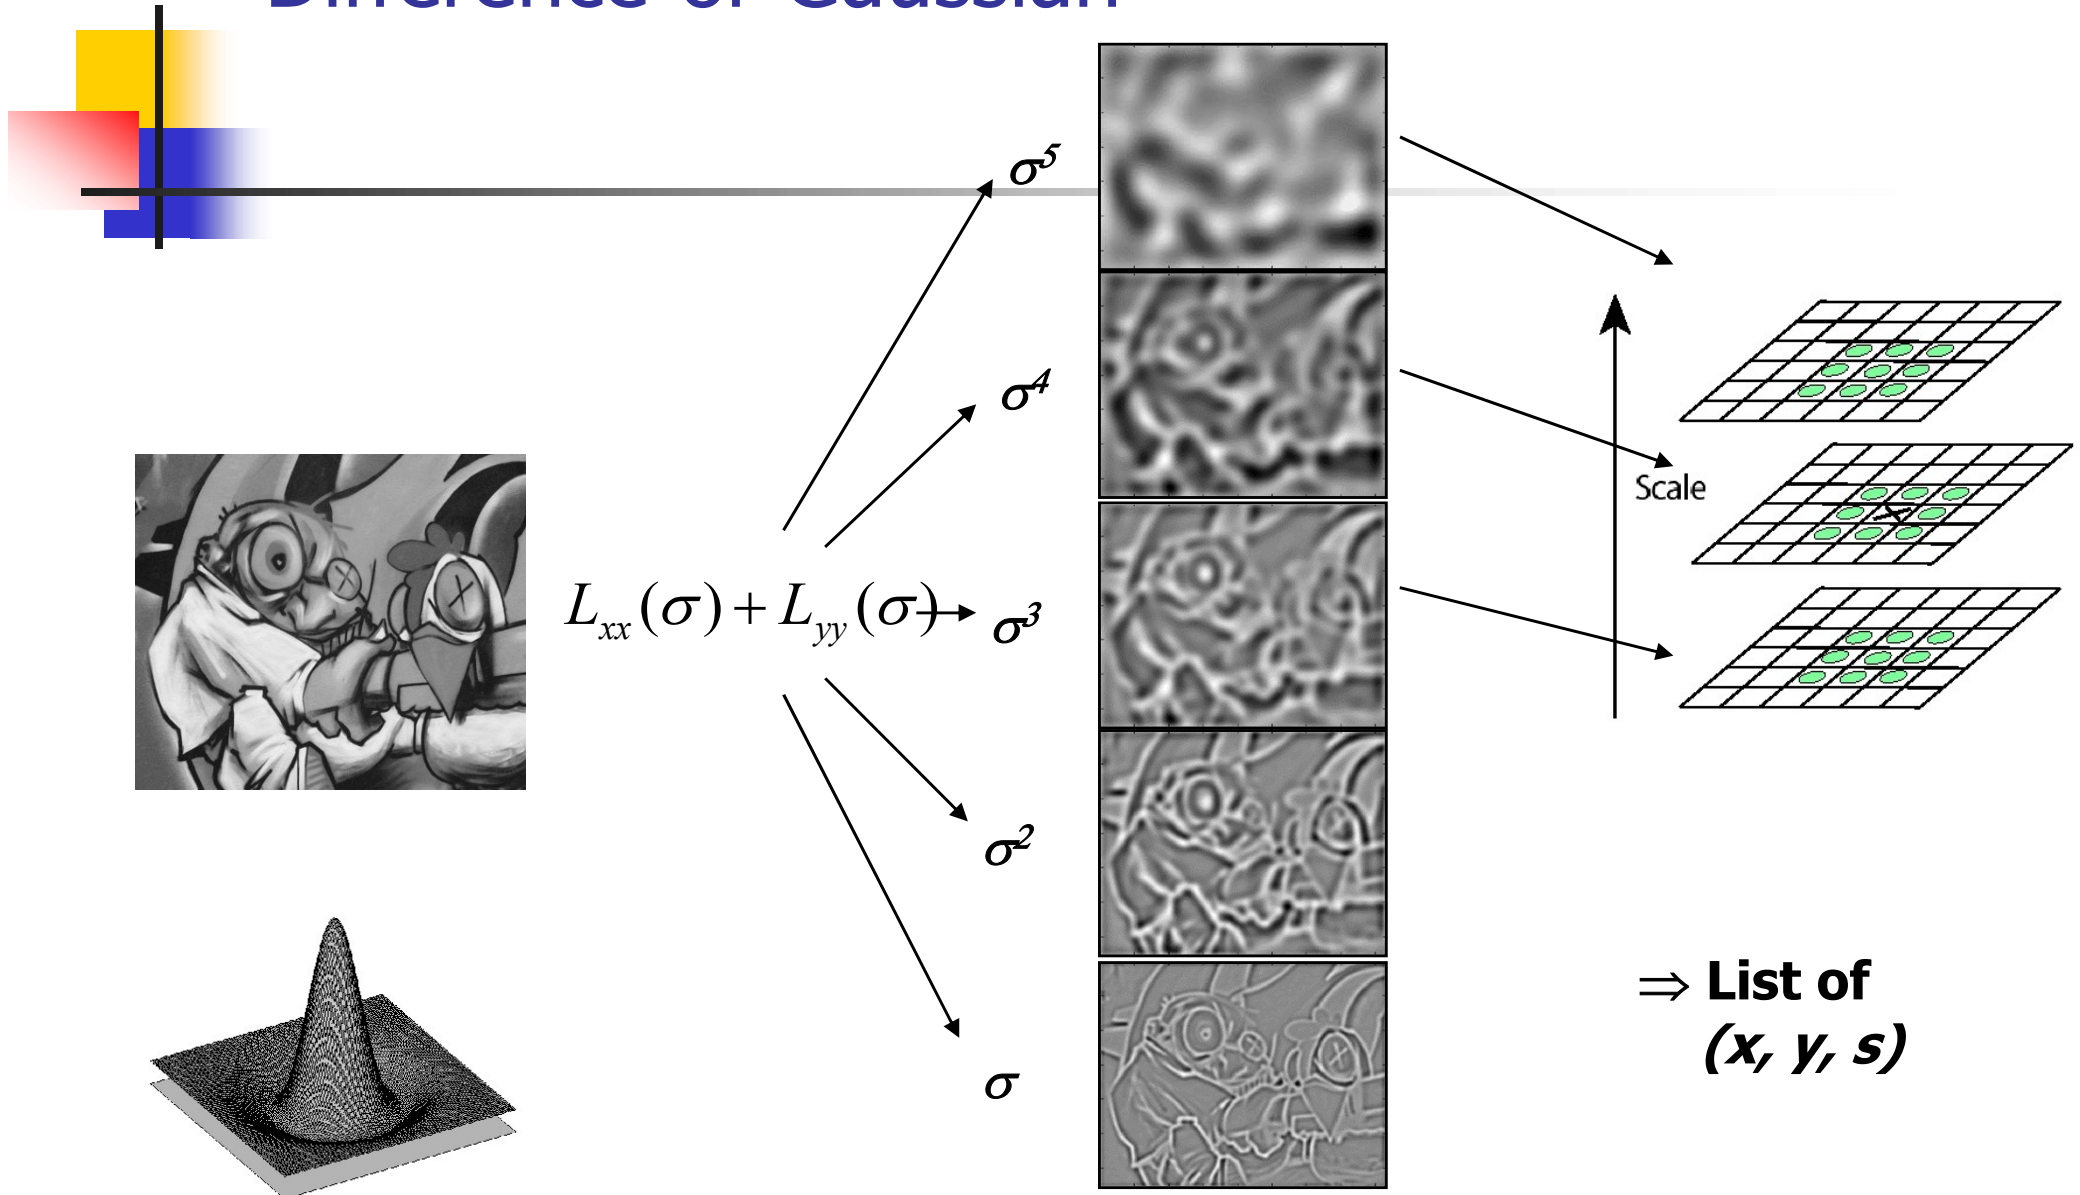 Difference of Gaussian
σ⁵
σ⁴
Scale
Lxx(σ) + Lyy(σ)
σ³
σ²
⇒ List of
(x, y, s)
σ